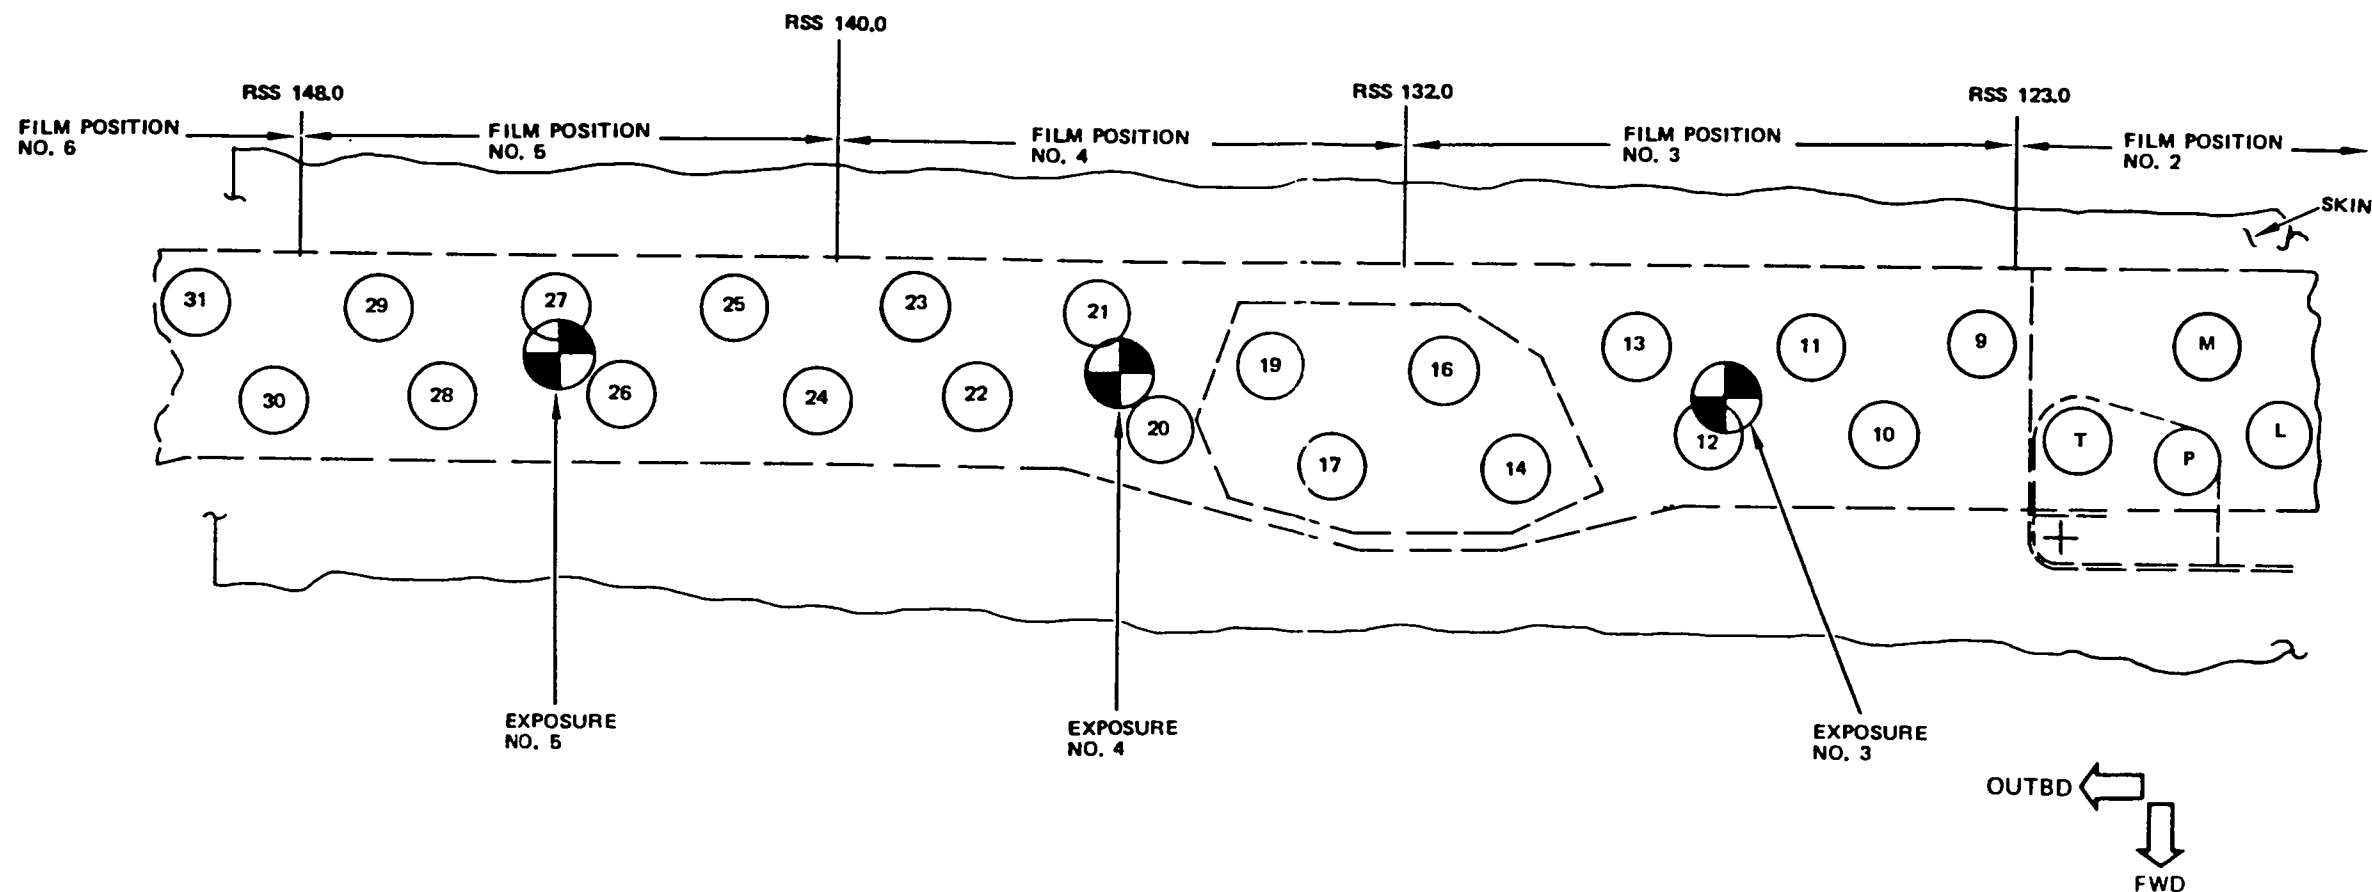 RSS 140.0
RSS 148.0
RSS 132.0
RSS 123.0
FILM POSITION
NO. 6
FILM POSITION
NO. 5
FILM POSITION
NO. 4
FILM POSITION
NO. 3
FILM POSITION
NO. 2
SKIN
31
29
27
25
23
21
19
16
13
11
9
M
30
28
26
24
22
20
17
14
12
10
T
P
L
EXPOSURE
NO. 5
EXPOSURE
NO. 4
EXPOSURE
NO. 3
OUTBD
FWD